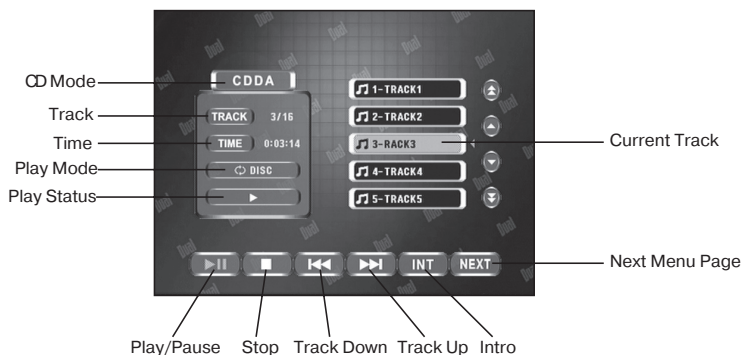 CD Mode
Track
Time
Play Mode
Play Status
CDDA
TRACK 3/16
TIME 0:03:14
DISC
1-TRACK1
2-TRACK2
3-RACK3
4-TRACK4
5-TRACK5
Current Track
INT NEXT
Next Menu Page
Play/Pause Stop Track Down Track Up Intro